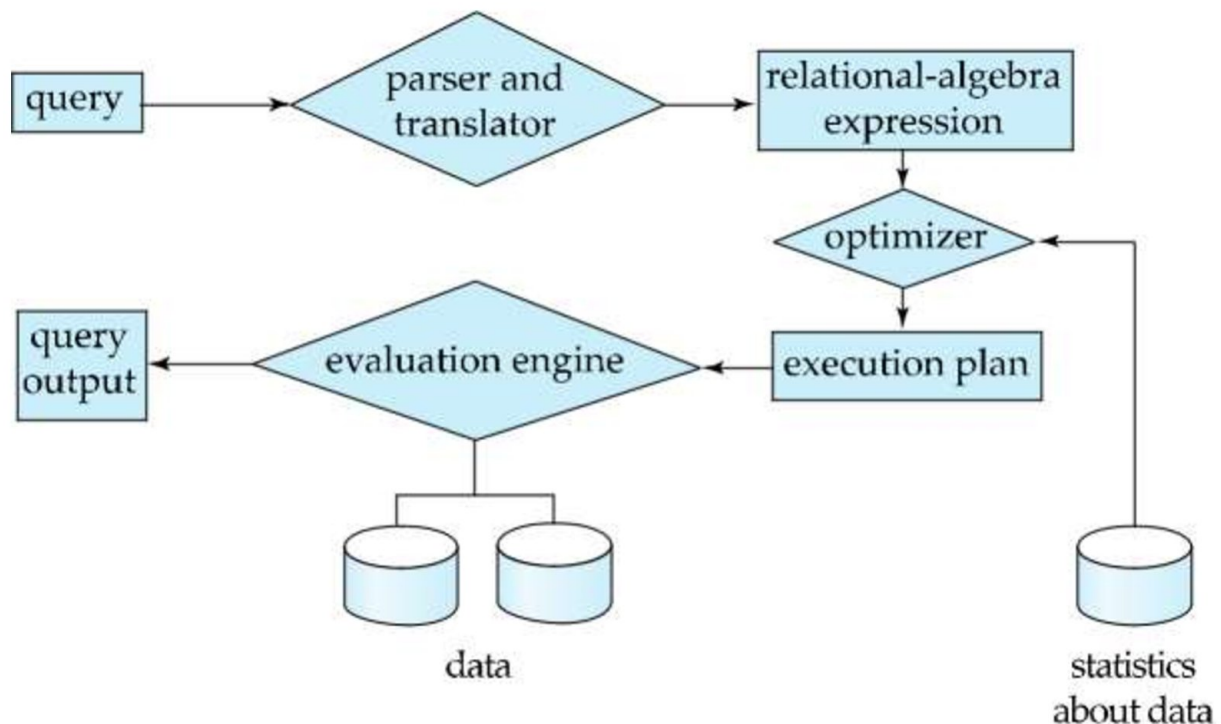 query
parser and
translator
relational-algebra
expression
optimizer
query
output
evaluation engine
execution plan
data
statistics
about data